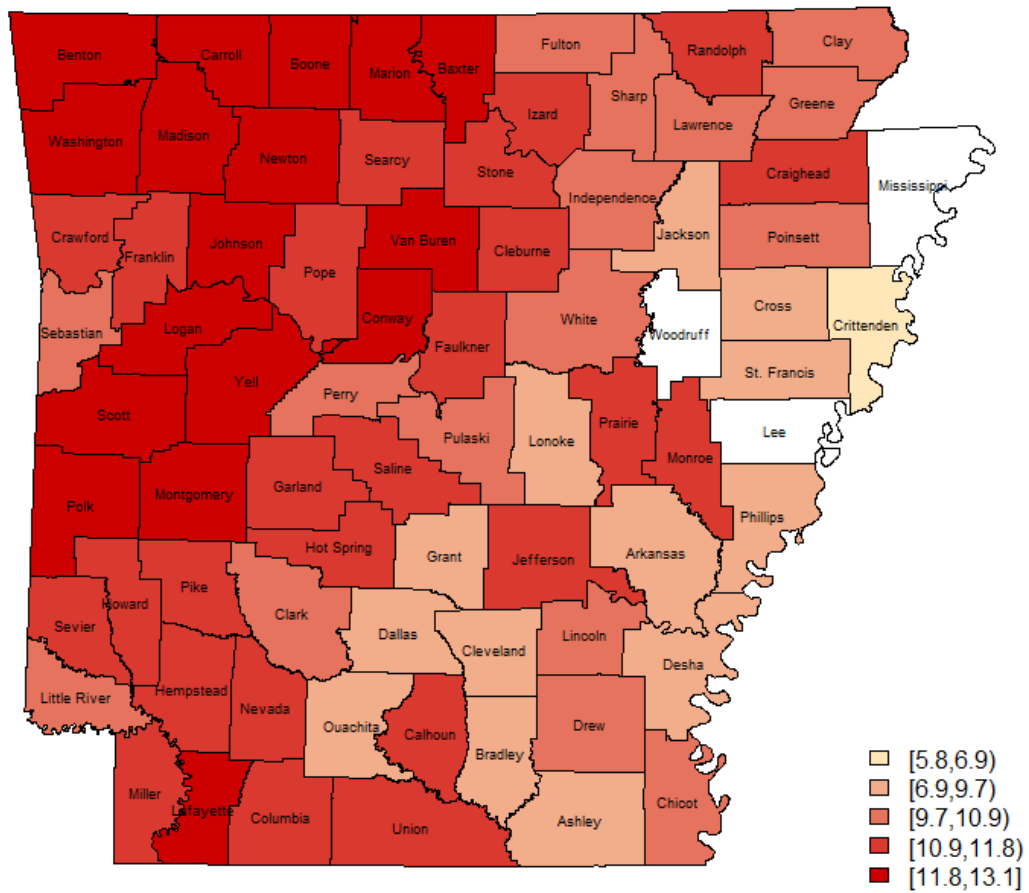 Benton
Carroll
Boone
Marion
Baxter
Fulton
Randolph
Clay
Sharp
Izard
Lawrence
Greene
Washington
Madison
Newton
Searcy
Stone
Independence
Craighead
Mississippi
Crawford
Franklin
Johnson
Pope
Van Buren
Cleburne
Jackson
Poinsett
Sebastian
Logan
Conway
Faulkner
White
Woodruff
Cross
Crittenden
Scott
Yell
Perry
Pulaski
Lonoke
Prairie
St. Francis
Lee
Monroe
Polk
Montgomery
Garland
Saline
Phillips
Hot Spring
Grant
Jefferson
Arkansas
Sevier
Howard
Pike
Clark
Dallas
Cleveland
Lincoln
Desha
Little River
Hempstead
Nevada
Ouachita
Calhoun
Bradley
Drew
Miller
Lafayette
Columbia
Union
Ashley
Chicot
[5.8,6.9)
[6.9,9.7)
[9.7,10.9)
[10.9,11.8)
[11.8,13.1]